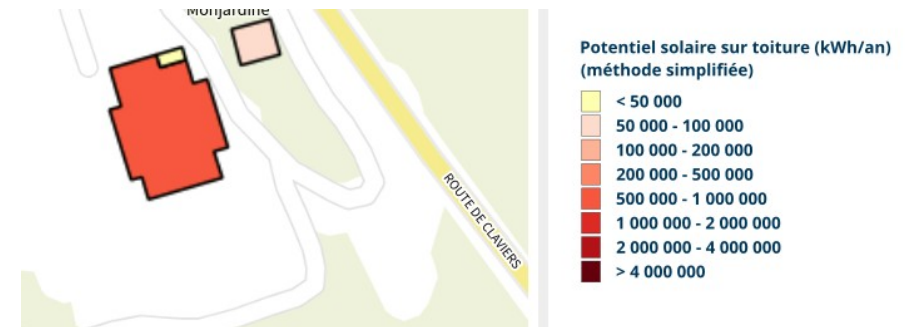 Monjardine
ROUTE DE CLAVIERS
Potentiel solaire sur toiture (kWh/an)
(méthode simplifiée)
< 50 000
50 000 - 100 000
100 000 - 200 000
200 000 - 500 000
500 000 - 1 000 000
1 000 000 - 2 000 000
2 000 000 - 4 000 000
> 4 000 000